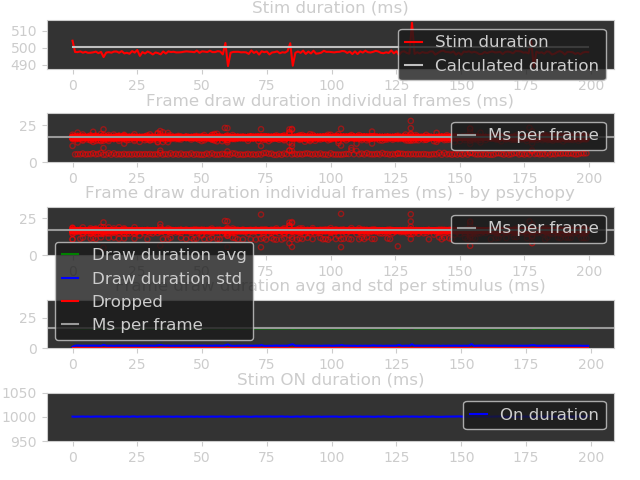 Stim duration (ms)
510
500
490
Stim duration
Calculated duration
0 25 50 75 100 125 150 175 200
Frame draw duration individual frames (ms)
25
0
Ms per frame
0 25 50 75 100 125 150 175 200
Frame draw duration individual frames (ms) - by psychopy
25
0
Ms per frame
0 25 50 75 100 125 150 175 200
Draw duration avg
Draw duration std
Dropped
Ms per frame
Frame draw duration avg and std per stimulus (ms)
25
0
0 25 50 75 100 125 150 175 200
Stim ON duration (ms)
1050
1000
950
On duration
0 25 50 75 100 125 150 175 200